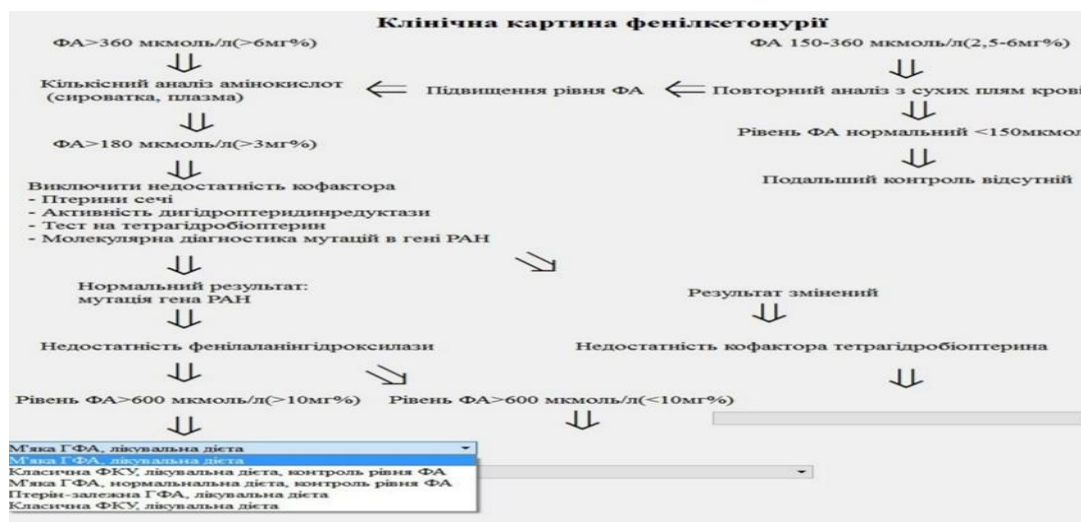 Клінічна картина фенілкетонурії
ФА>360 мкмоль/л(>6мг%)
ФА 150-360 мкмоль/л(2,5-6мг%)
Кількісний аналіз амінокислот
(сироватка, плазма)
Підвищення рівня ФА
Повторний аналіз з сухих плям крові
ФА>180 мкмоль/л(>3мг%)
Рівень ФА нормальний <150мкмол
Подальший контроль відсутній
Виключити недостатність кофактора
- Птерини сечі
- Активність дигідроптеридинредуктази
- Тест на тетрагідробіоптерин
- Молекулярна діагностика мутацій в гені РАН
Нормальний результат:
мутація гена РАН
Результат змінений
Недостатність фенілаланінгідроксилази
Недостатність кофактора тетрагідробіоптерина
Рівень ФА>600 мкмоль/л(>10мг%)
Рівень ФА>600 мкмоль/л(<10мг%)
М'яка ГФА, лікувальна дієта
М'яка ГФА, лікувальна дієта
Класична ФКУ, лікувальна дієта, контроль рівня ФА
М'яка ГФА, нормальнальна дієта, контроль рівня ФА
Птерін-залежна ГФА, лікувальна дієта
Класична ФКУ, лікувальна дієта